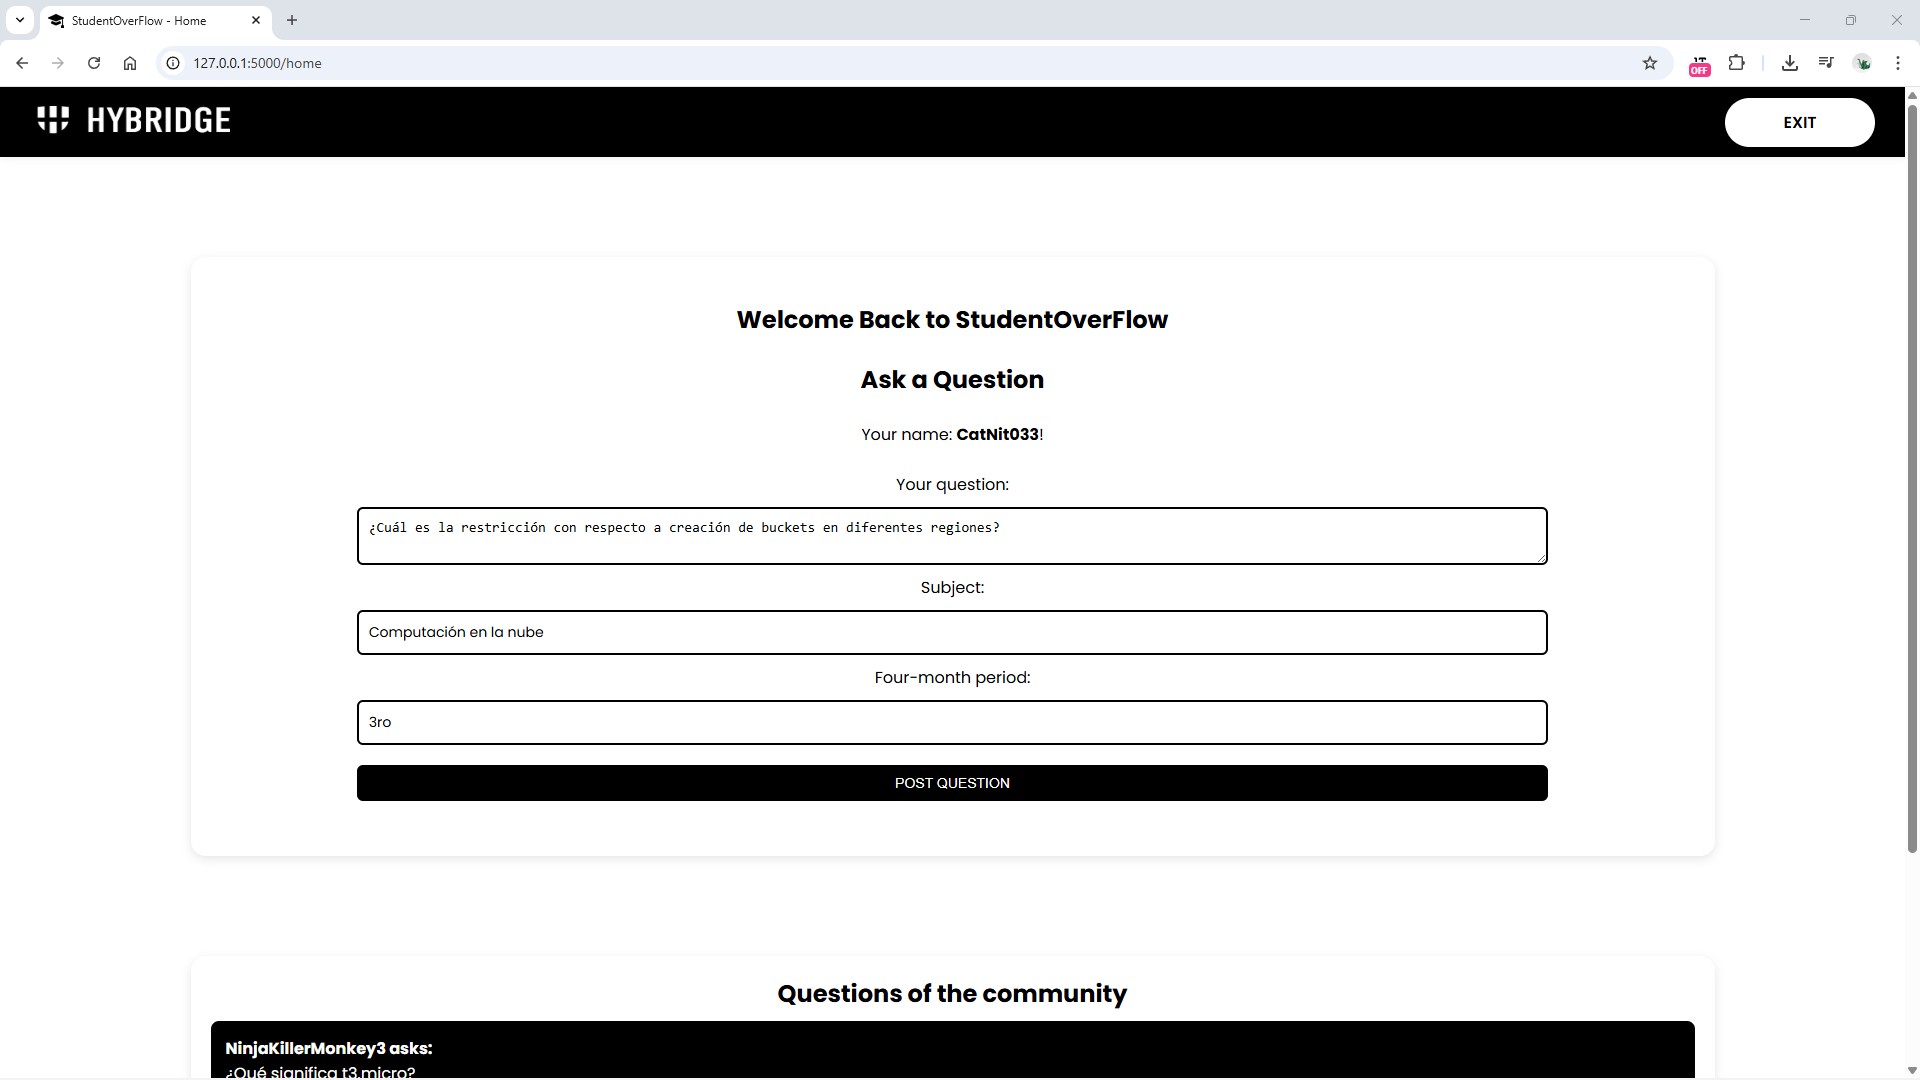 StudentOverFlow - Home
127.0.0.1:5000/home
OFF
HYBRIDGE
EXIT
Welcome Back to StudentOverFlow
Ask a Question
Your name: CatNit033!
Your question:
¿Cuál es la restricción con respecto a creación de buckets en diferentes regiones?
Subject:
Computación en la nube
Four-month period:
3ro
POST QUESTION
Questions of the community
NinjaKillerMonkey3 asks:
¿Qué significa t3.micro?